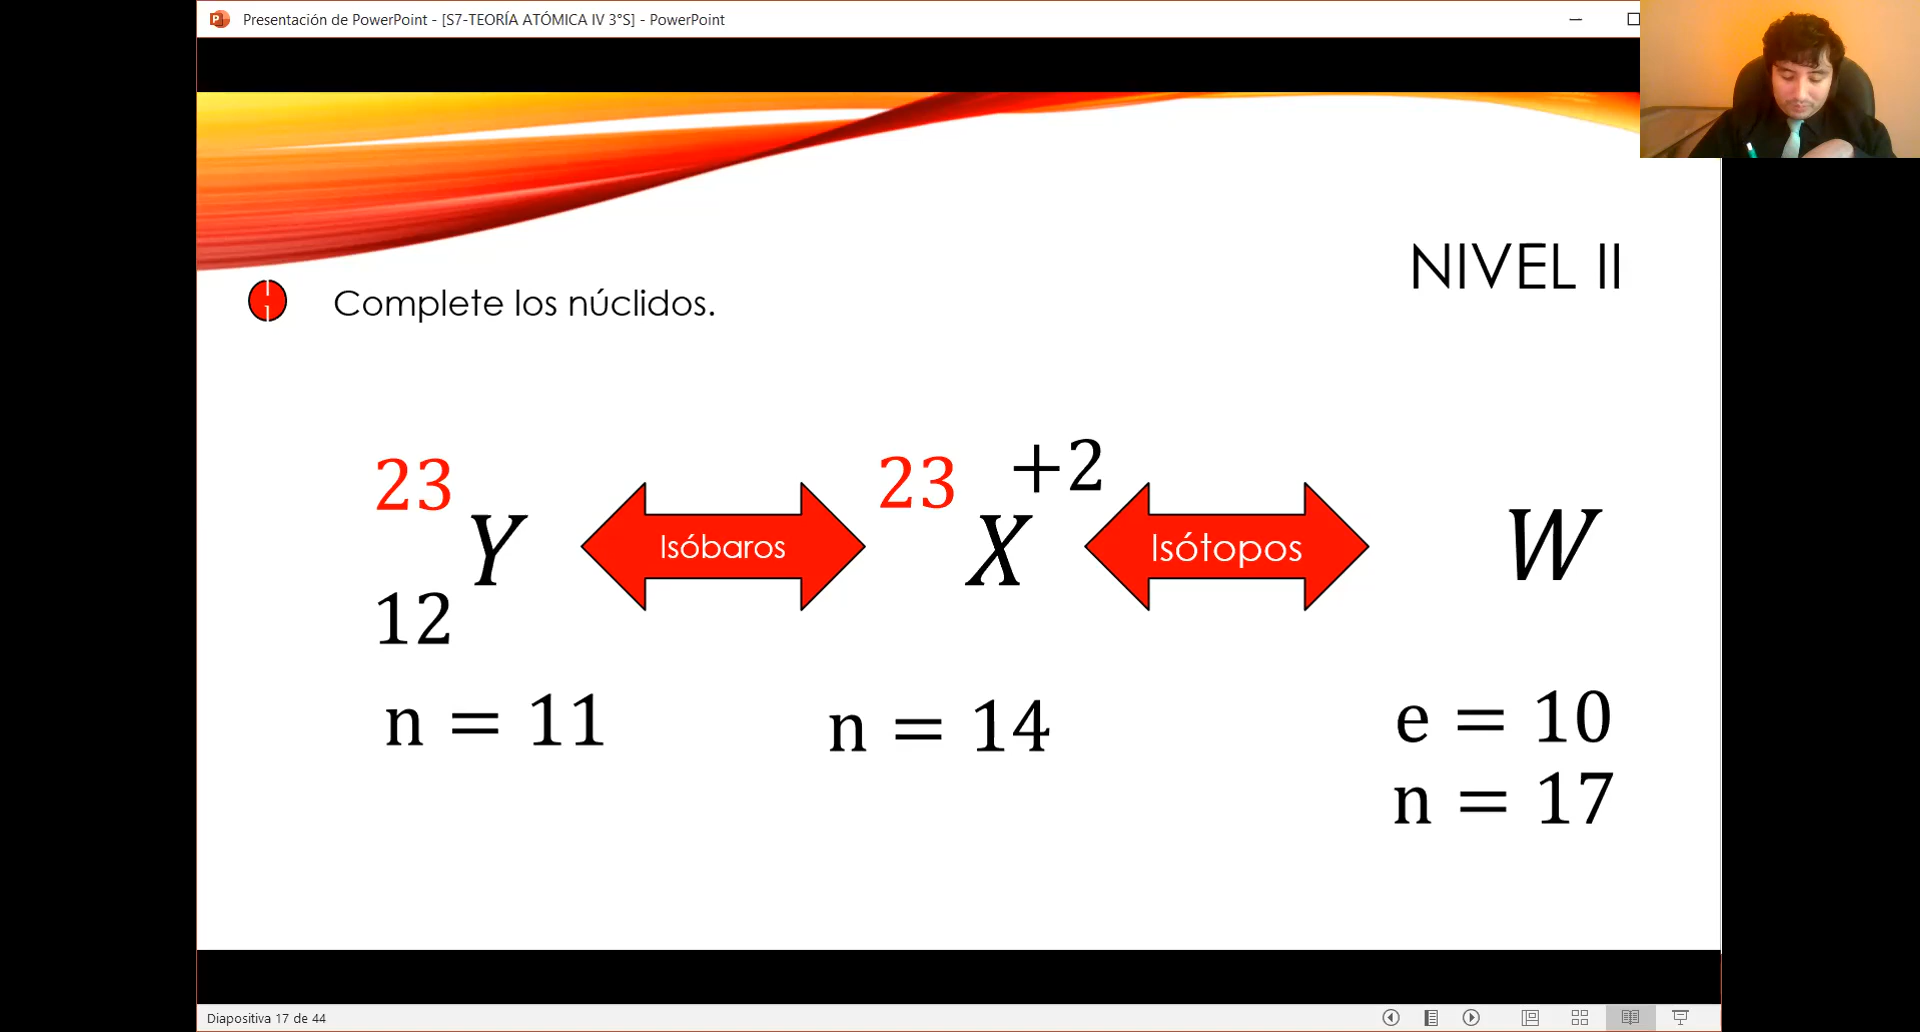 Presentación de PowerPoint - [S7-TEORÍA ATÓMICA IV 3°S] - PowerPoint
NIVEL II
Complete los núclidos.
23
Y
12
n = 11
Isóbaros
23
+2
X
n = 14
Isótopos
W
e = 10
n = 17
Diapositiva 17 de 44